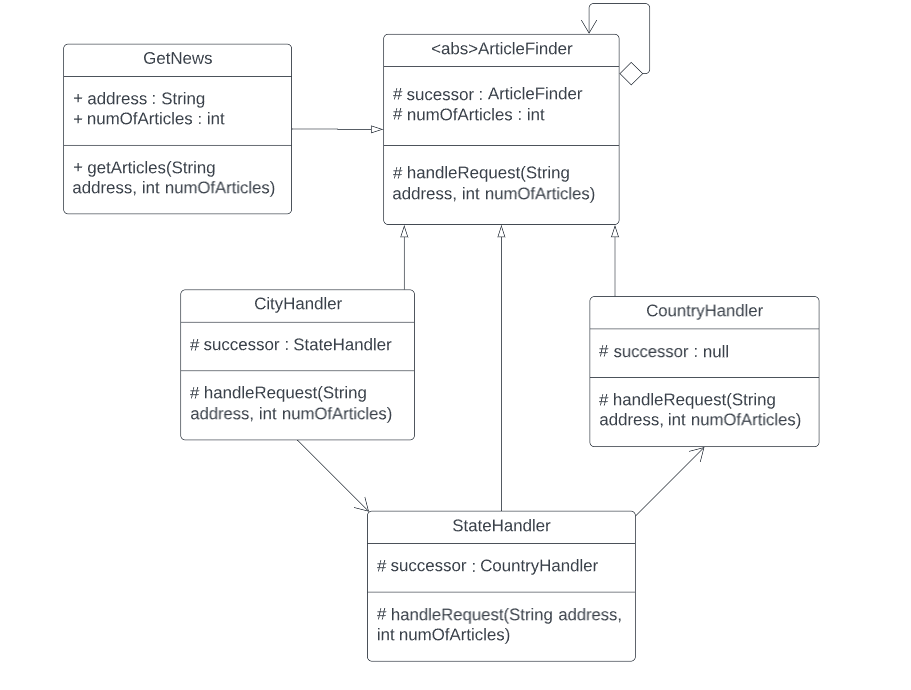 GetNews
+ address : String
+ numOfArticles : int
+ getArticles(String
address, int numOfArticles)
<abs>ArticleFinder
# sucessor : ArticleFinder
# numOfArticles : int
# handleRequest(String
address, int numOfArticles)
CityHandler
# successor : StateHandler
# handleRequest(String
address, int numOfArticles)
CountryHandler
# successor : null
# handleRequest(String
address, int numOfArticles)
StateHandler
# successor : CountryHandler
# handleRequest(String address,
int numOfArticles)